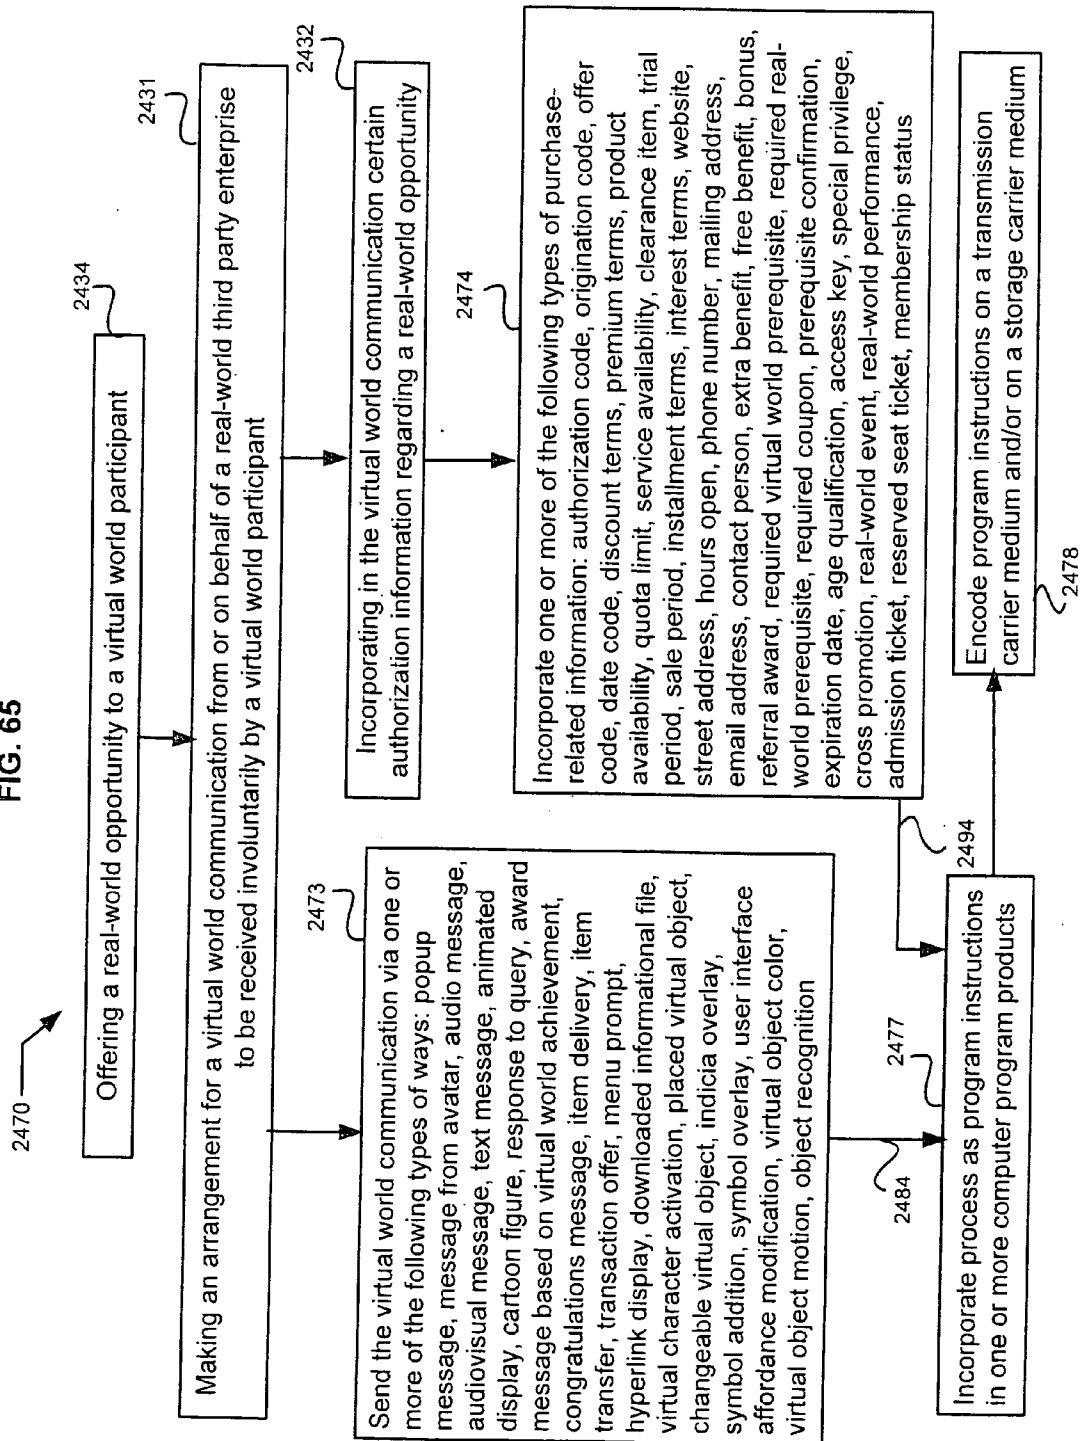 FIG. 65
2470
2434
Offering a real-world opportunity to a virtual world participant
2431
Making an arrangement for a virtual world communication from or on behalf of a real-world third party enterprise
to be received involuntarily by a virtual world participant
2432
Incorporating in the virtual world communication certain
authorization information regarding a real-world opportunity
2473
Send the virtual world communication via one or
more of the following types of ways: popup
message, message from avatar, audio message,
audiovisual message, text message, animated
display, cartoon figure, response to query, award
message based on virtual world achievement,
congratulations message, item delivery, item
transfer, transaction offer, menu prompt,
hyperlink display, downloaded informational file,
virtual character activation, placed virtual object,
changeable virtual object, indicia overlay,
symbol addition, symbol overlay, user interface
affordance modification, virtual object color,
virtual object motion, object recognition
2474
Incorporate one or more of the following types of purchase-
related information: authorization code, origination code, offer
code, date code, discount terms, premium terms, product
availability, quota limit, service availability, clearance item, trial
period, sale period, installment terms, interest terms, website,
street address, hours open, phone number, mailing address,
email address, contact person, extra benefit, free benefit, bonus,
referral award, required virtual world prerequisite, required real-
world prerequisite, required coupon, prerequisite confirmation,
expiration date, age qualification, access key, special privilege,
cross promotion, real-world event, real-world performance,
admission ticket, reserved seat ticket, membership status
2484
2494
2477
Incorporate process as program instructions
in one or more computer program products
Encode program instructions on a transmission
carrier medium and/or on a storage carrier medium
2478